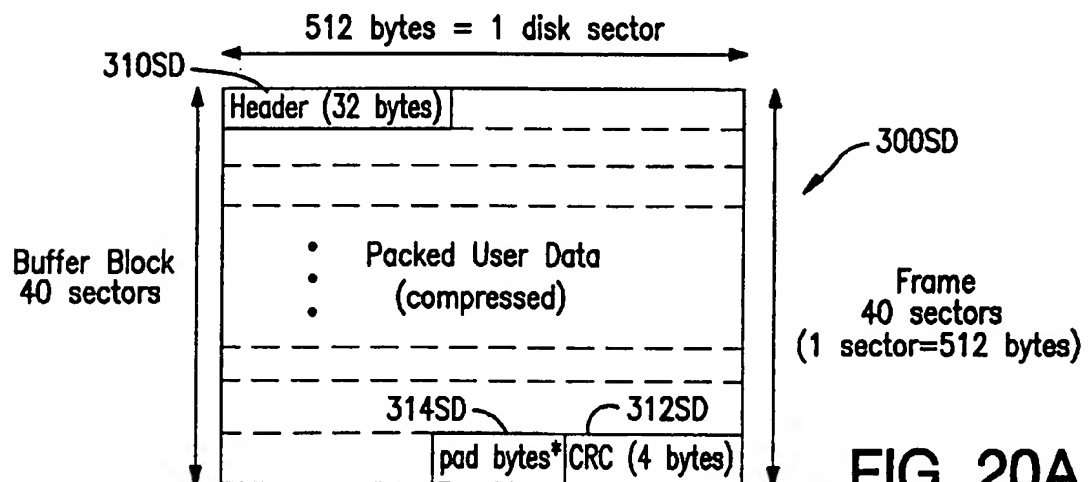 512 bytes = 1 disk sector
310SD
Header (32 bytes)
300SD
Buffer Block
40 sectors
Packed User Data
(compressed)
Frame
40 sectors
(1 sector=512 bytes)
314SD
312SD
pad bytes*
CRC (4 bytes)
FIG. 20A